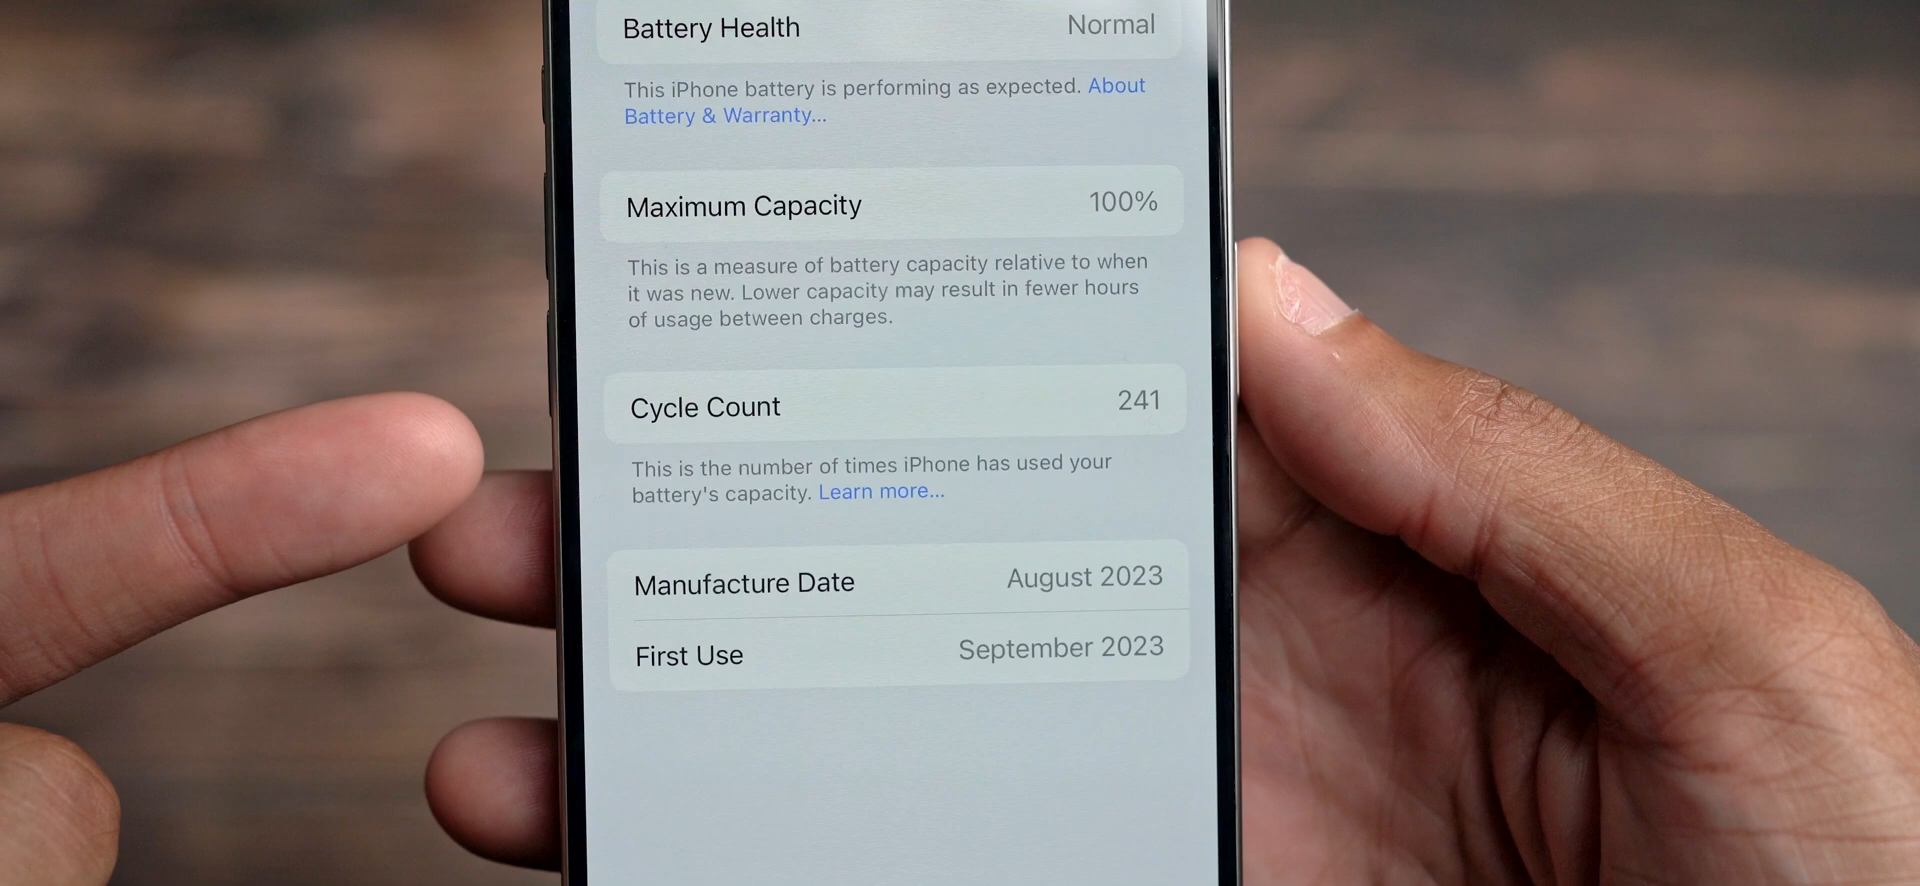 Battery Health Normal
This iPhone battery is performing as expected. About
Battery & Warranty...
Maximum Capacity 100%
This is a measure of battery capacity relative to when
it was new. Lower capacity may result in fewer hours
of usage between charges.
Cycle Count 241
This is the number of times iPhone has used your
battery's capacity. Learn more...
Manufacture Date August 2023
First Use September 2023